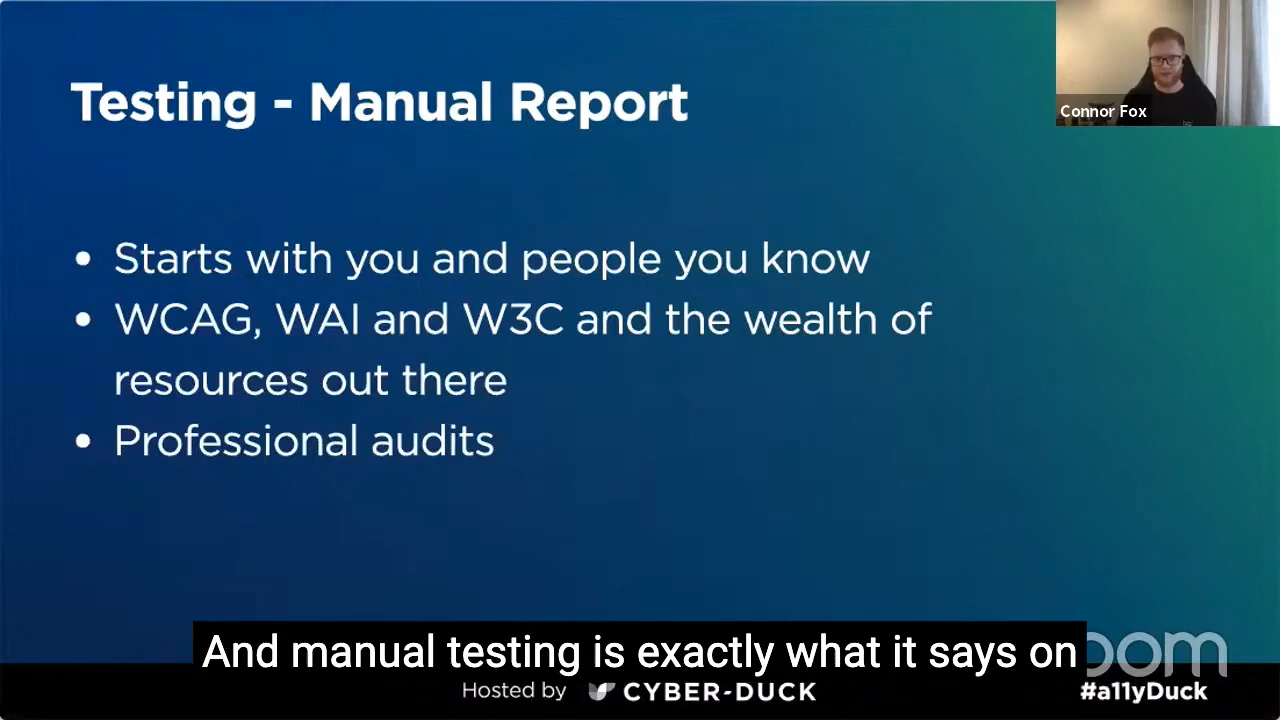 Testing - Manual Report
Connor Fox
• Starts with you and people you know
• WCAG, WAI and W3C and the wealth of
resources out there
• Professional audits
And manual testing is exactly what it says on
Hosted by CYBER-DUCK
#a11yDuck